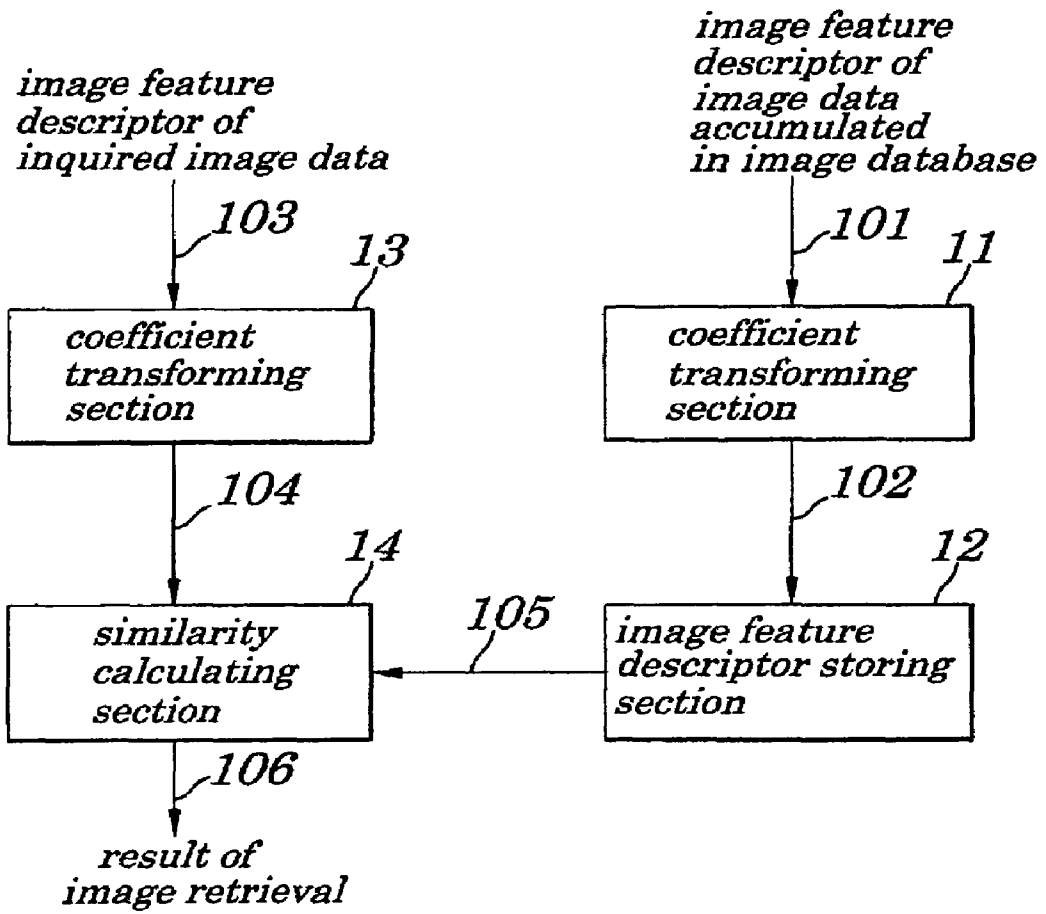 image feature
descriptor of
inquired image data
image feature
descriptor of
image data
accumulated
in image database
103
101
13
11
coefficient
transforming
section
coefficient
transforming
section
104
102
14
12
similarity
calculating
section
105
image feature
descriptor storing
section
106
result of
image retrieval